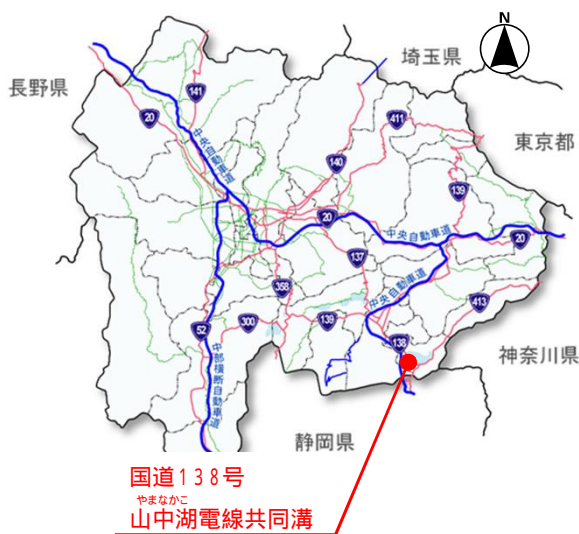 N
埼玉県
長野県
141
20
411
東京都
中央自動車道
140
139
20
中央自動車道
20
137
中央自動車道
358
413
52
300
139
138
神奈川県
中部横断自動車道
静岡県
国道138号
やまなかこ
山中湖電線共同溝